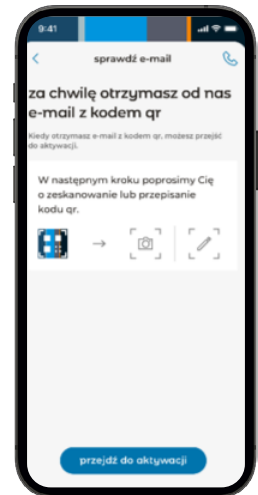 9:41
sprawdź e-mail
za chwilę otrzymasz od nas
e-mail z kodem qr
Kiedy otrzymasz e-mail z kodem qr, możesz przejść
do aktywacji.
W następnym kroku poprosimy Cię
o zeskanowanie lub przepisanie
kodu qr.
przejdź do aktywacji